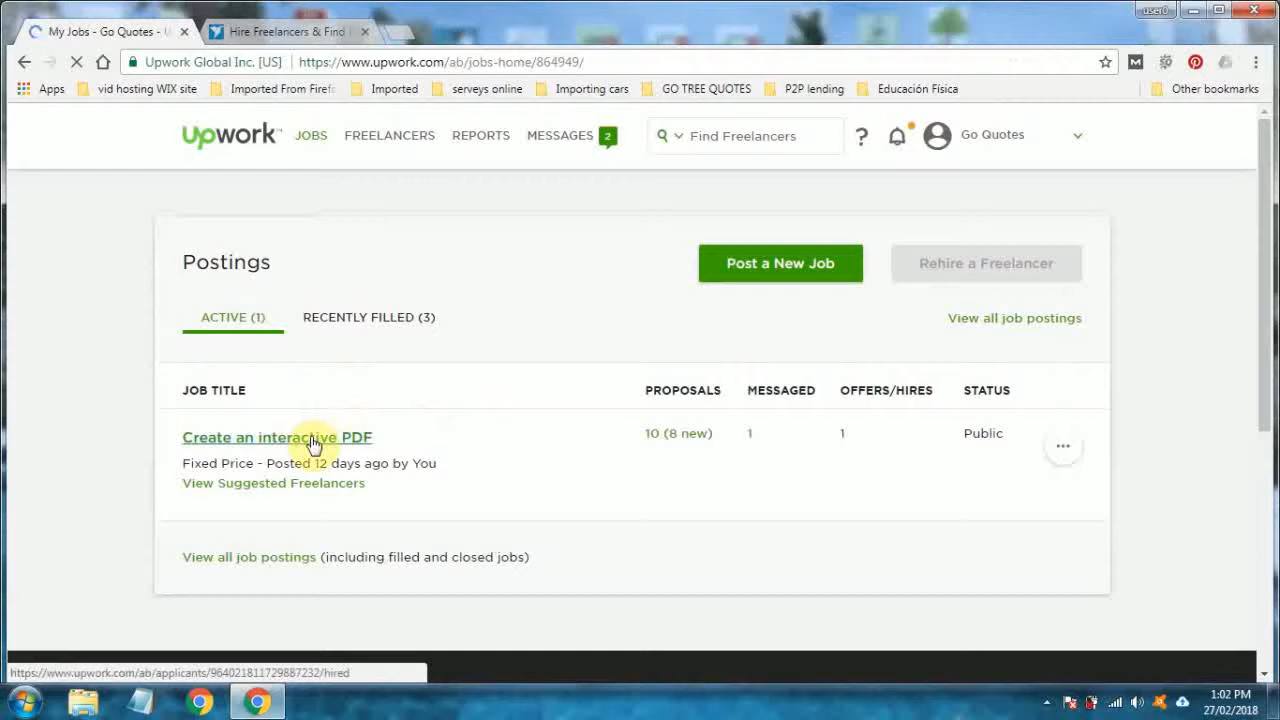 user0
My Jobs - Go Quotes - U
Hire Freelancers & Find
Upwork Global Inc. [US] https://www.upwork.com/ab/jobs-home/864949/
Apps vid hosting WIX site Imported From Firef Imported serveys online Importing cars GO TREE QUOTES P2P lending Educación Física Other bookmarks
upwork JOBS FREELANCERS REPORTS MESSAGES 2 Find Freelancers ? Go Quotes
Postings Post a New Job Rehire a Freelancer
ACTIVE (1) RECENTLY FILLED (3) View all job postings
JOB TITLE PROPOSALS MESSAGED OFFERS/HIRES STATUS
Create an interactive PDF 10 (8 new) 1 1 Public
Fixed Price - Posted 12 days ago by You
View Suggested Freelancers
View all job postings (including filled and closed jobs)
https://www.upwork.com/ab/applicants/964021811729887232/hired
1:02 PM
27/02/2018